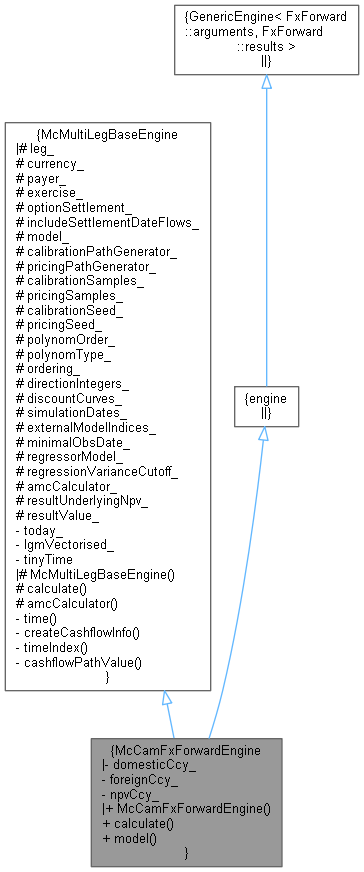 {GenericEngine< FxForward
::arguments, FxForward
::results >
||}
{McMultiLegBaseEngine
|# leg_
# currency_
# payer_
# exercise_
# optionSettlement_
# includeSettlementDateFlows_
# model_
# calibrationPathGenerator_
# pricingPathGenerator_
# calibrationSamples_
# pricingSamples_
# calibrationSeed_
# pricingSeed_
# polynomOrder_
# polynomType_
# ordering_
# directionIntegers_
# discountCurves_
# simulationDates_
# externalModelIndices_
# minimalObsDate_
# regressorModel_
# regressionVarianceCutoff_
# amcCalculator_
# resultUnderlyingNpv_
# resultValue_
- today_
- lgmVectorised_
- tinyTime
|# McMultiLegBaseEngine()
# calculate()
# amcCalculator()
- time()
- createCashflowInfo()
- timeIndex()
- cashflowPathValue()
}
{engine
||}
{McCamFxForwardEngine
|- domesticCcy_
- foreignCcy_
- npvCcy_
|+ McCamFxForwardEngine()
+ calculate()
+ model()
}